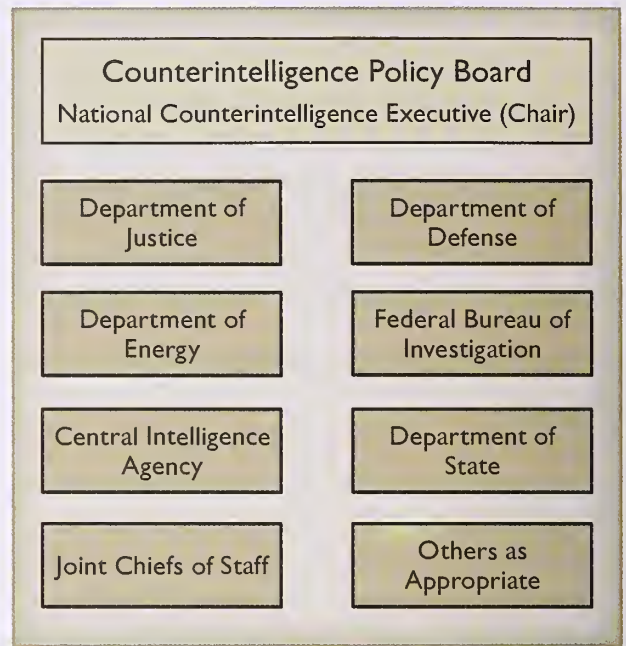 Counterintelligence Policy Board
National Counterintelligence Executive (Chair)
Department of
Justice
Department of
Defense
Department of
Energy
Federal Bureau of
Investigation
Central Intelligence
Agency
Department of
State
Joint Chiefs of Staff
Others as
Appropriate